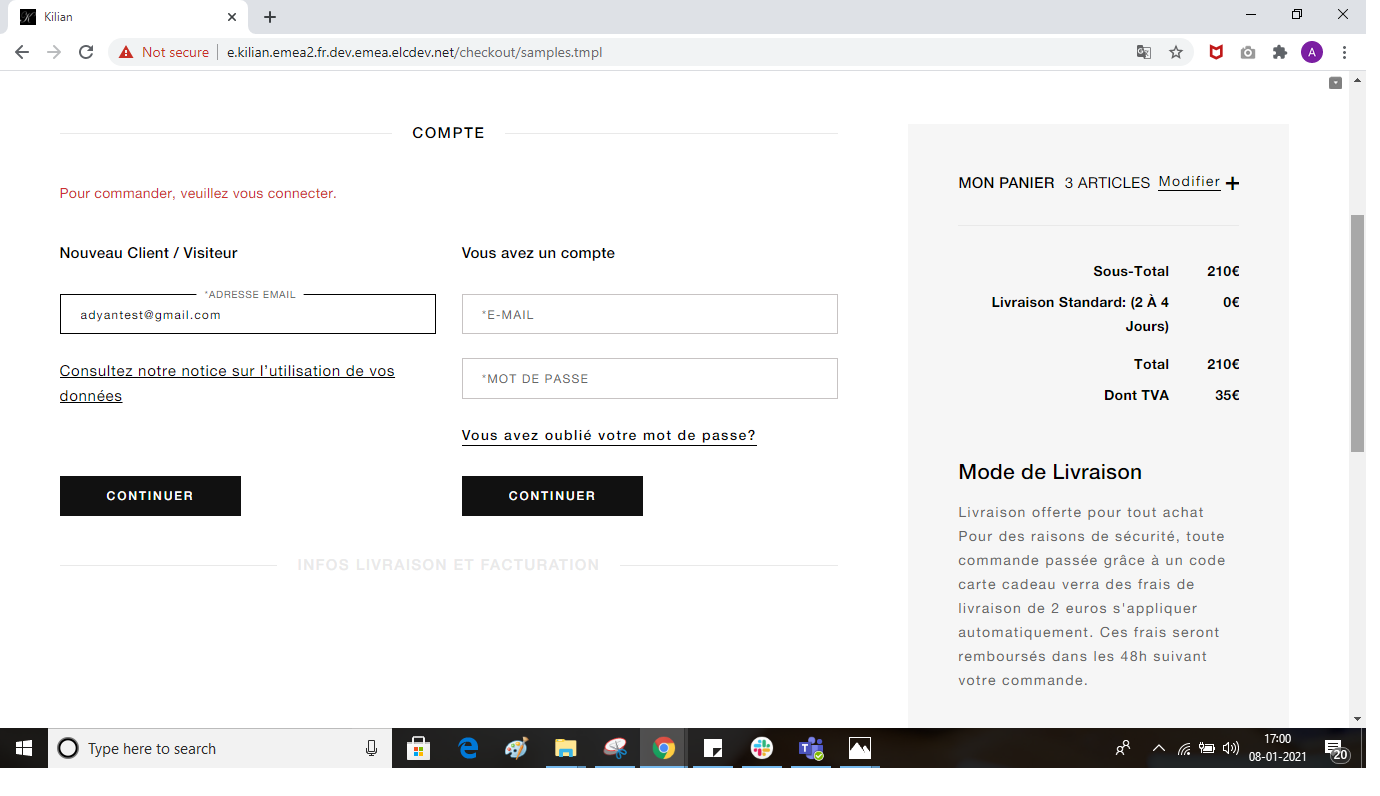 Kilian
Not secure
e.kilian.emea2.fr.dev.emea.elcdev.net/checkout/samples.tmpl
A
COMPTE
Pour commander, veuillez vous connecter.
Nouveau Client / Visiteur
*ADRESSE EMAIL
adyantest@gmail.com
Consultez notre notice sur l’utilisation de vos
données
CONTINUER
Vous avez un compte
*E-MAIL
*MOT DE PASSE
Vous avez oublié votre mot de passe?
CONTINUER
INFOS LIVRAISON ET FACTURATION
MON PANIER 3 ARTICLES Modifier
Sous-Total 210€
Livraison Standard: (2 À 4 0€
Jours)
Total 210€
Dont TVA 35€
Mode de Livraison
Livraison offerte pour tout achat
Pour des raisons de sécurité, toute
commande passée grâce à un code
carte cadeau verra des frais de
livraison de 2 euros s'appliquer
automatiquement. Ces frais seront
remboursés dans les 48h suivant
votre commande.
Type here to search
17:00
08-01-2021
20